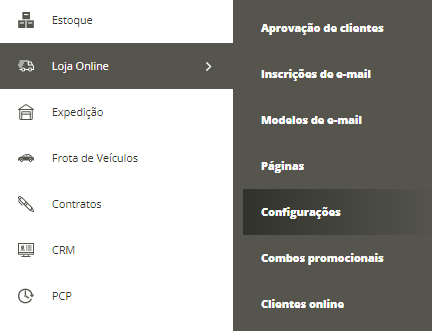 Estoque
Loja Online
Expedição
Frota de Veículos
Contratos
CRM
PCP
Aprovação de clientes
Inscrições de e-mail
Modelos de e-mail
Páginas
Configurações
Combos promocionais
Clientes online